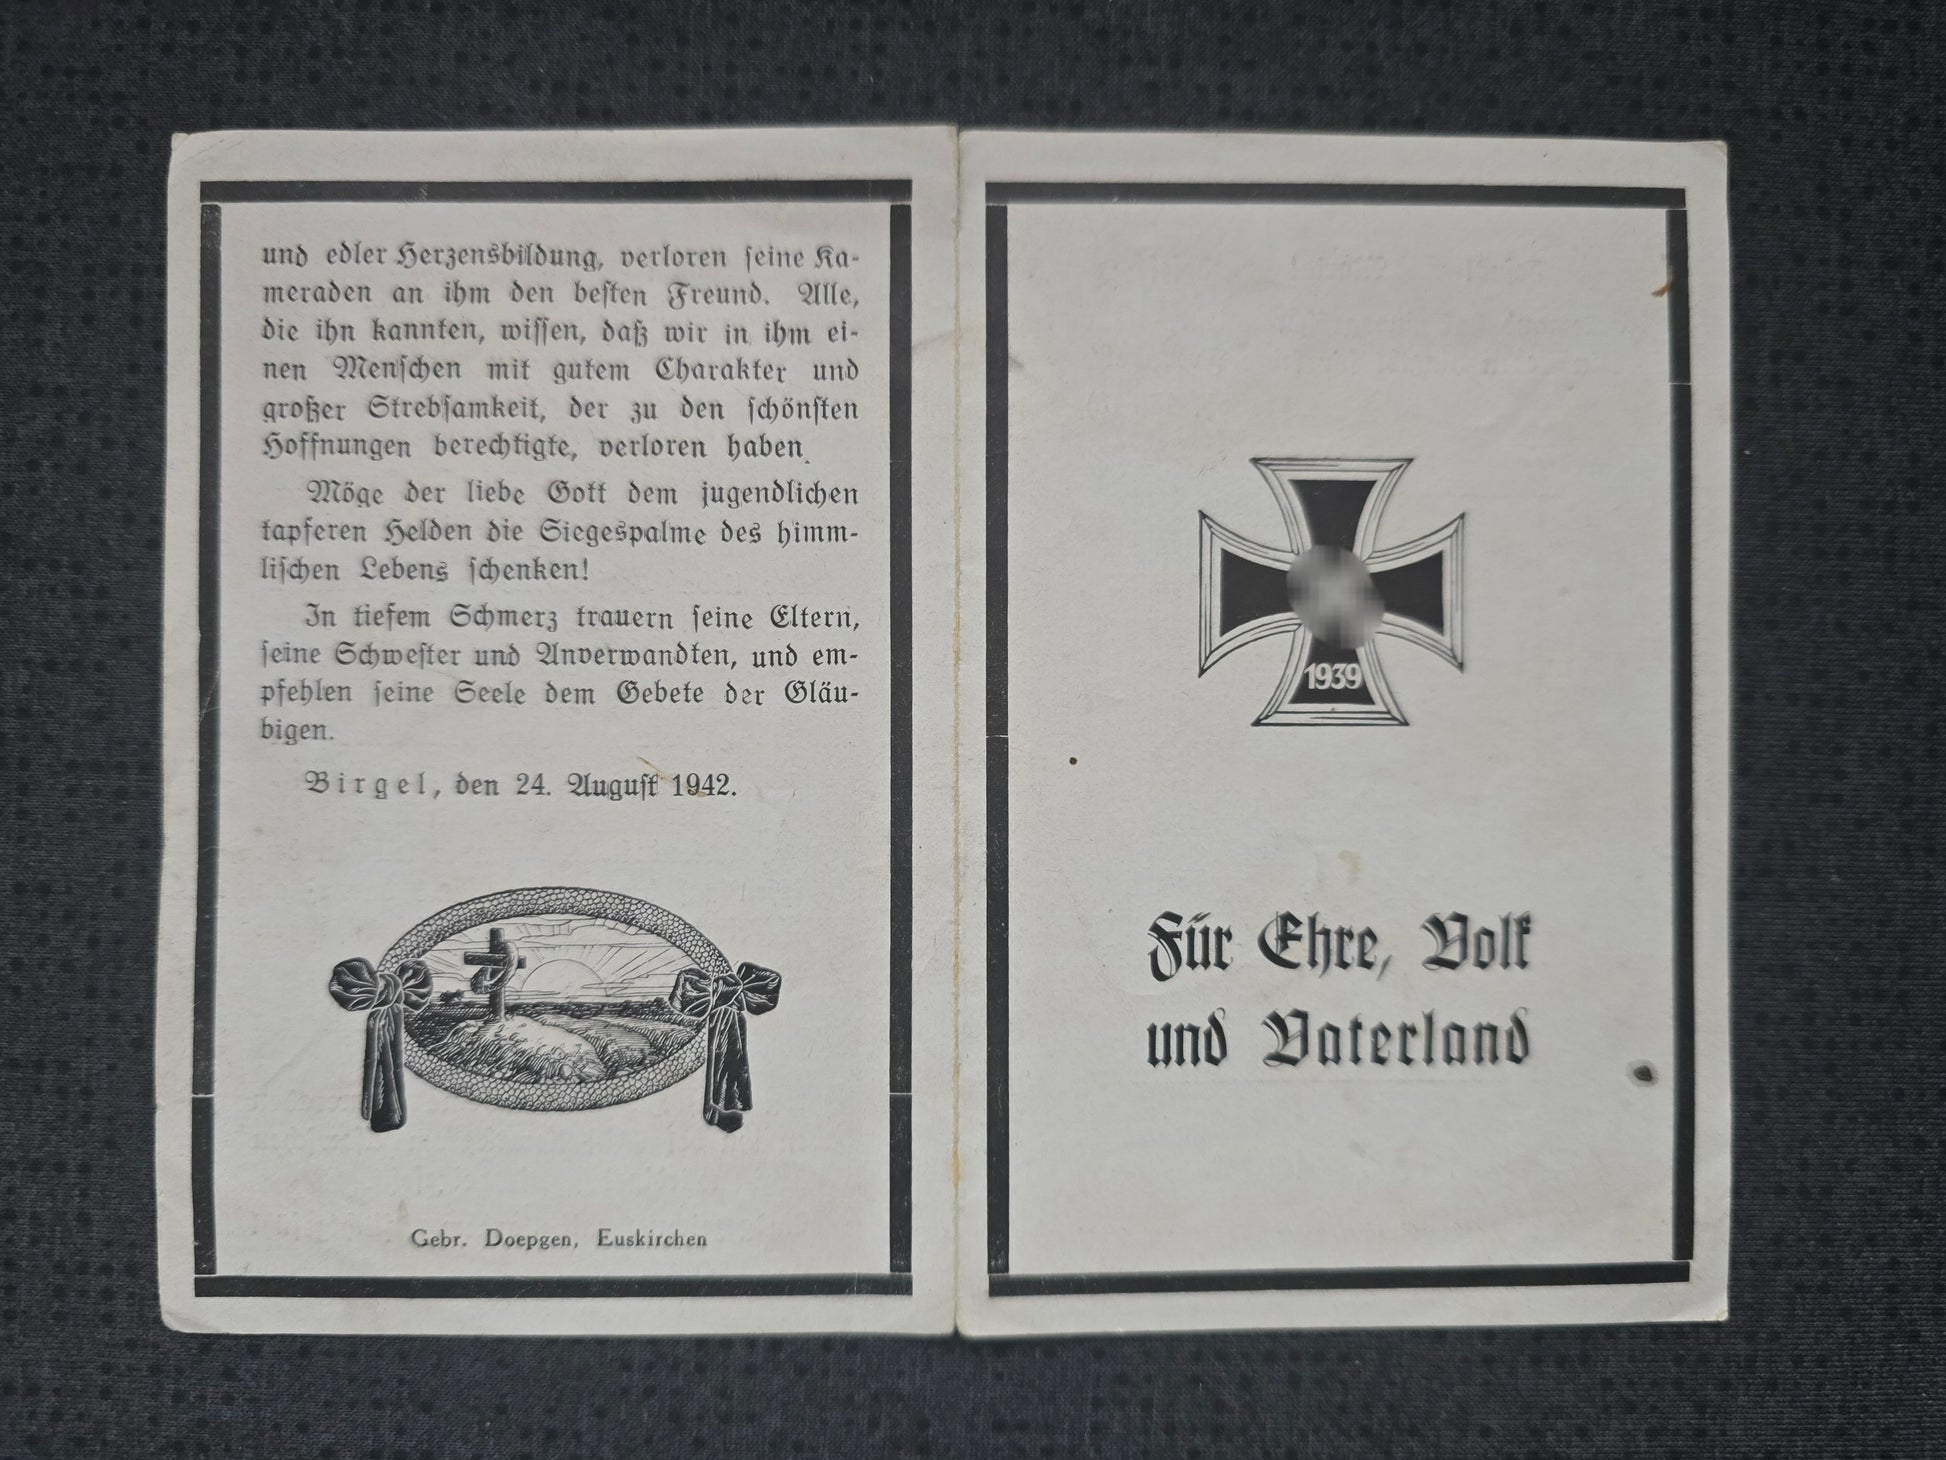 und edler Herzensbildung, verloren seine Ka-
meraden an ihm den besten Freund. Alle,
die ihn kannten, wissen, daß wir in ihm ei-
nen Menschen mit gutem Charakter und
großer Strebsamkeit, der zu den schönsten
Hoffnungen berechtigte, verloren haben.
Möge der liebe Gott dem jugendlichen
tapferen Helden die Siegespalme des himm-
lischen Lebens schenken!
In tiefem Schmerz trauern seine Eltern,
seine Schwester und Anverwandten, und em-
pfehlen seine Seele dem Gebete der Gläu-
bigen.
Birgel, den 24. August 1942.
Gebr. Doepgen, Euskirchen
1939
Für Ehre, Volk
und Vaterland